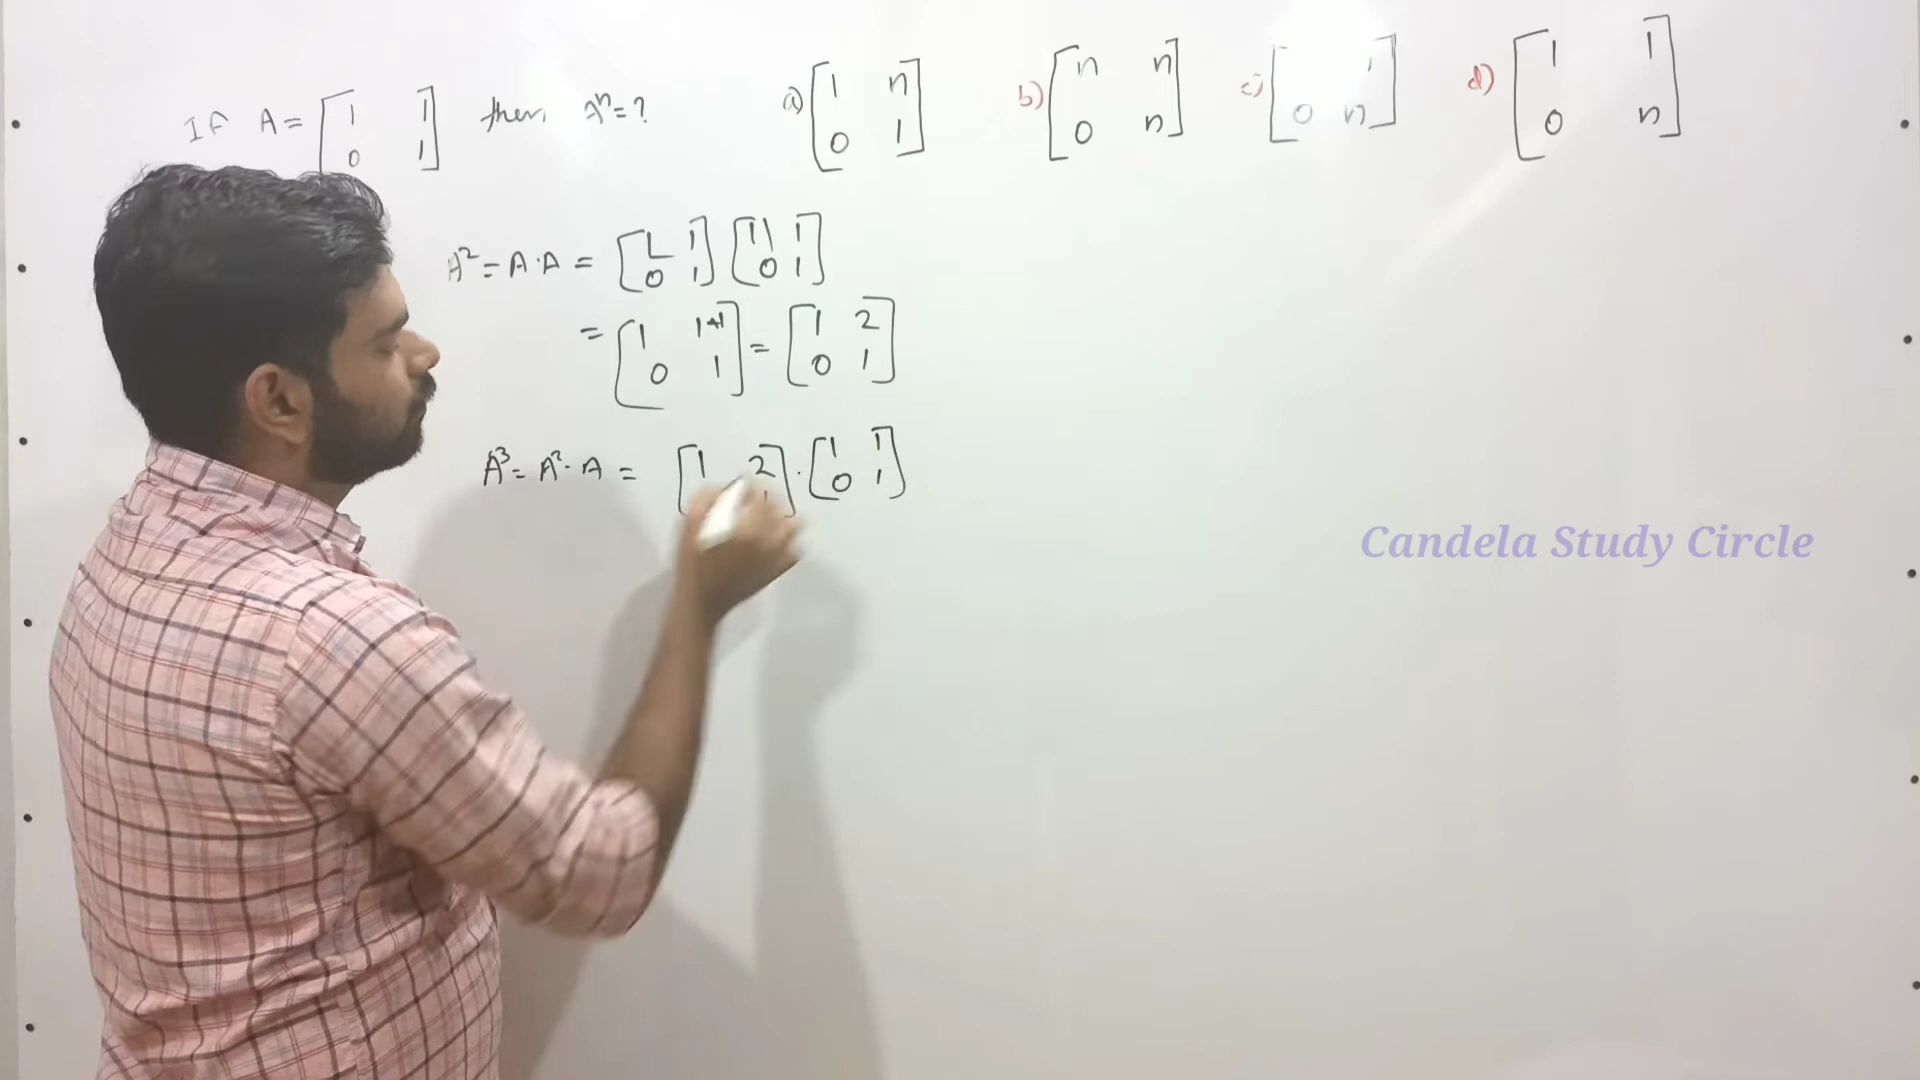 If A = [1 1 0 1] then, Aⁿ = ? a) [1 n 0 1] b) [n n 0 n] c) [1 0 n] d) [1 1 0 n]
A² = A·A = [1 1 0 1] [1 1 0 1]
= [1 1+1 0 1] = [1 2 0 1]
A³ = A²·A = [1 2 1] · [1 1 0 1]
Candela Study Circle